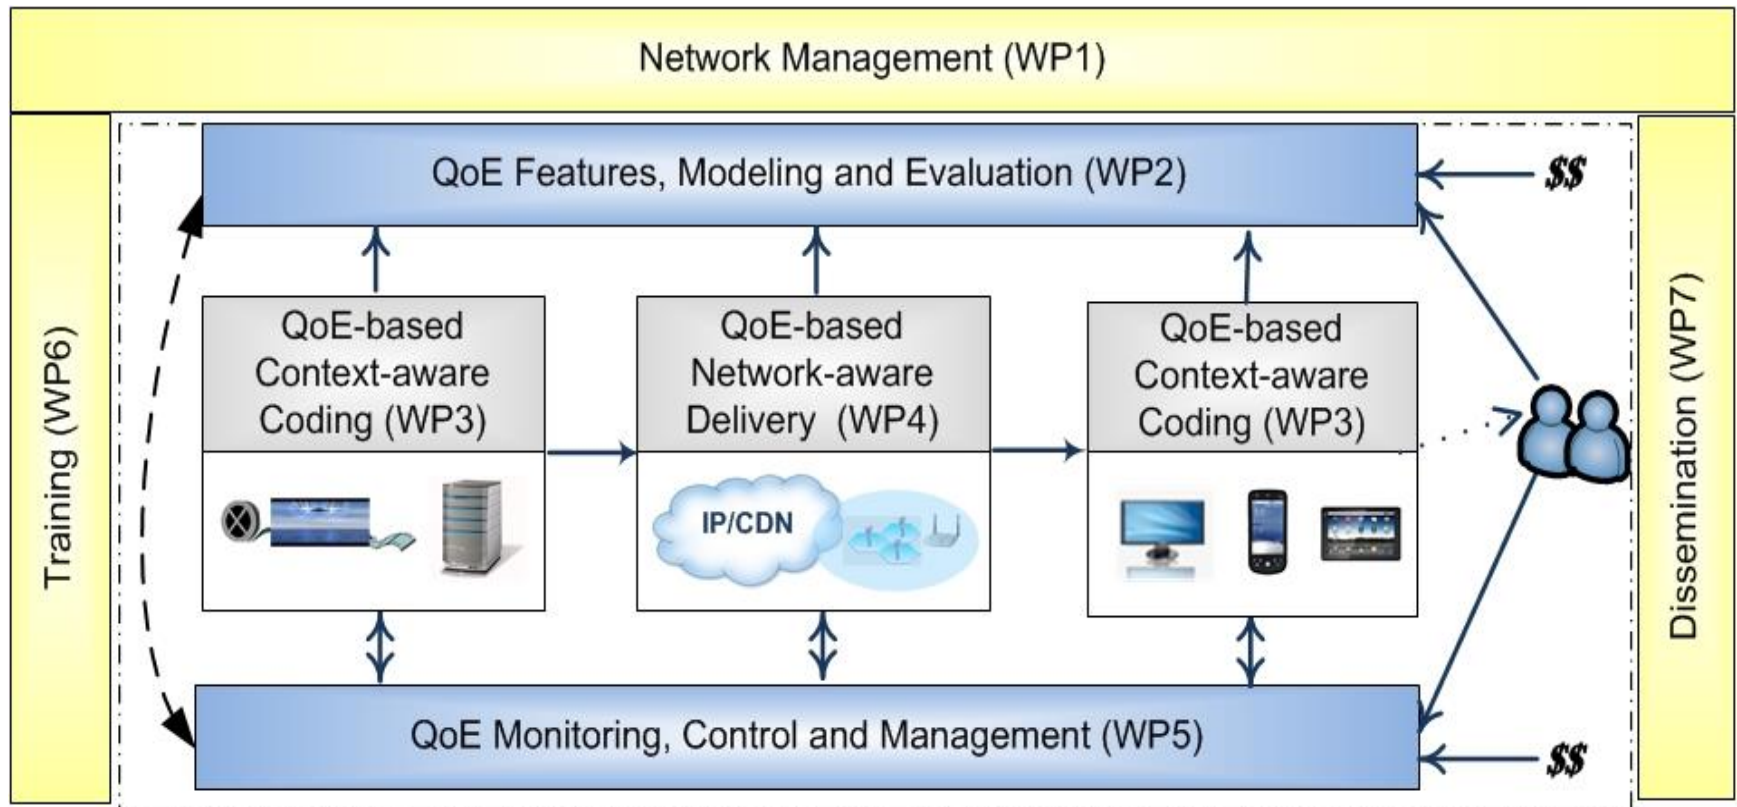 Network Management (WP1)
QoE Features, Modeling and Evaluation (WP2)
$$
Training (WP6)
QoE-based
Context-aware
Coding (WP3)
QoE-based
Network-aware
Delivery (WP4)
QoE-based
Context-aware
Coding (WP3)
Dissemination (WP7)
IP/CDN
QoE Monitoring, Control and Management (WP5)
$$